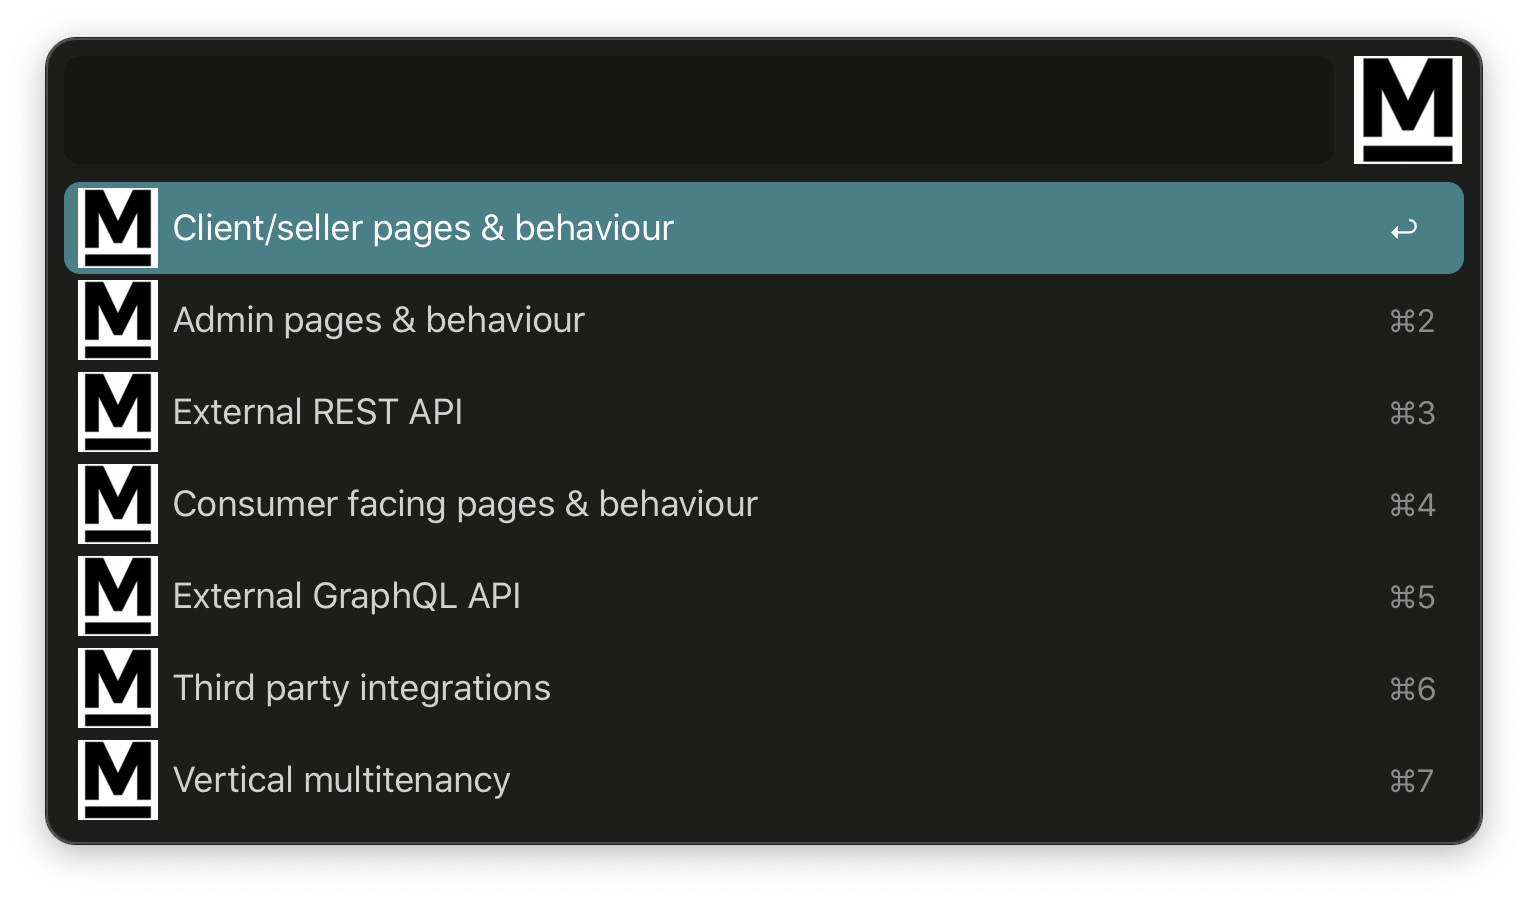 M
M
Client/seller pages & behaviour
M
Admin pages & behaviour ⌘2
M
External REST API ⌘3
M
Consumer facing pages & behaviour ⌘4
M
External GraphQL API ⌘5
M
Third party integrations ⌘6
M
Vertical multitenancy ⌘7